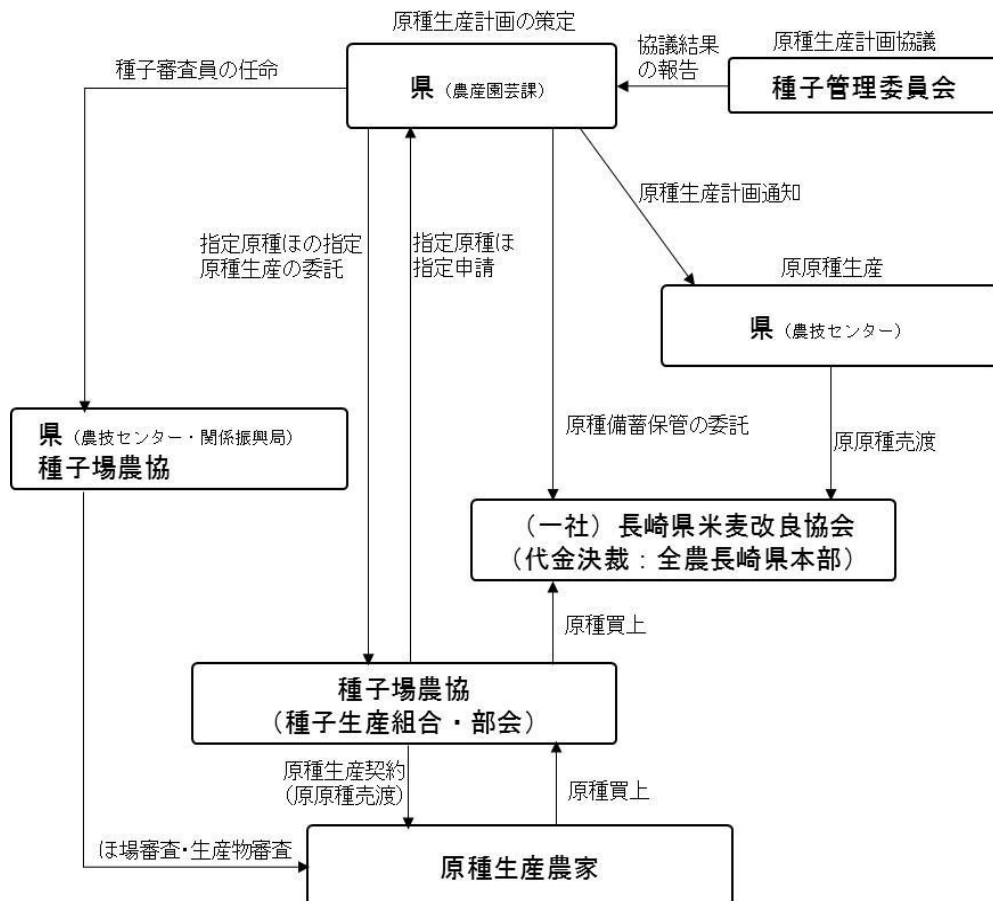 原種生産計画の策定
協議結果
の報告
原種生産計画協議
種子審査員の任命
県（農産園芸課）
種子管理委員会
原種生産計画通知
指定原種ほの指定
原種生産の委託
指定原種ほ
指定申請
原原種生産
県（農技センター）
県（農技センター・関係振興局）
種子場農協
原種備蓄保管の委託
原原種売渡
（一社）長崎県米麦改良協会
（代金決裁：全農長崎県本部）
原種買上
種子場農協
（種子生産組合・部会）
原種生産契約
(原原種売渡)
原種買上
ほ場審査・生産物審査
原種生産農家